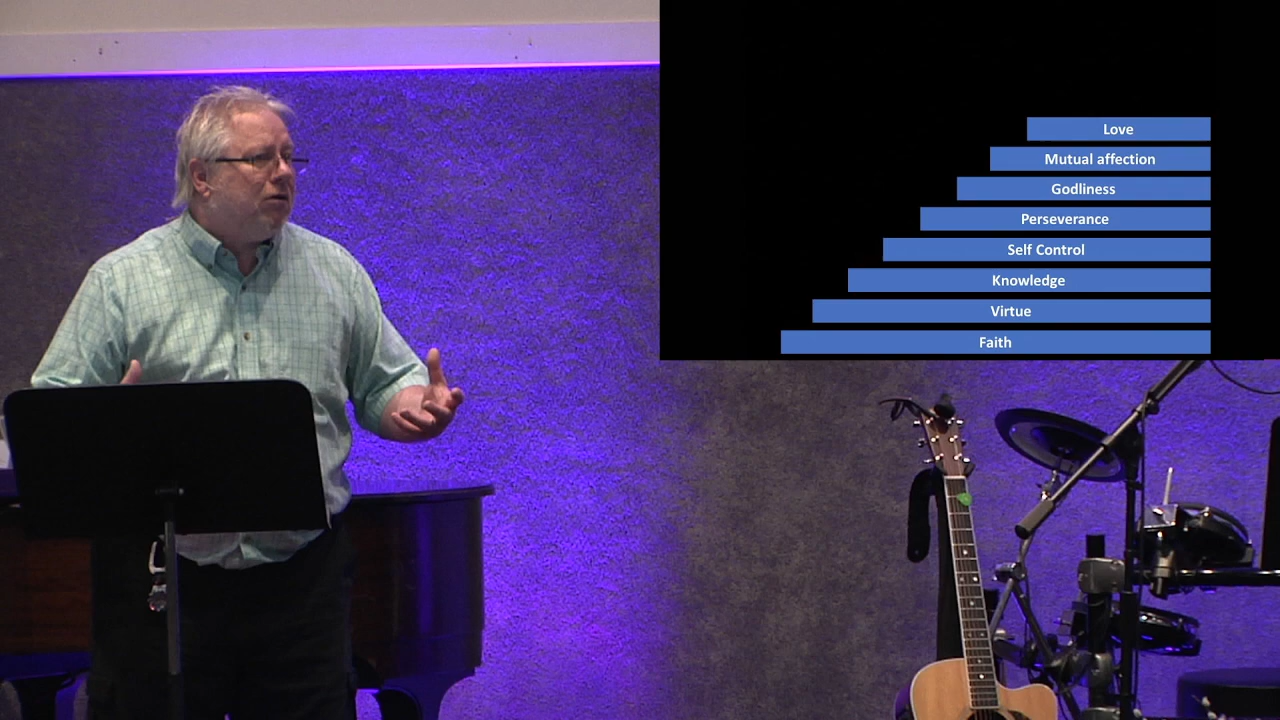 Love
Mutual affection
Godliness
Perseverance
Self Control
Knowledge
Virtue
Faith